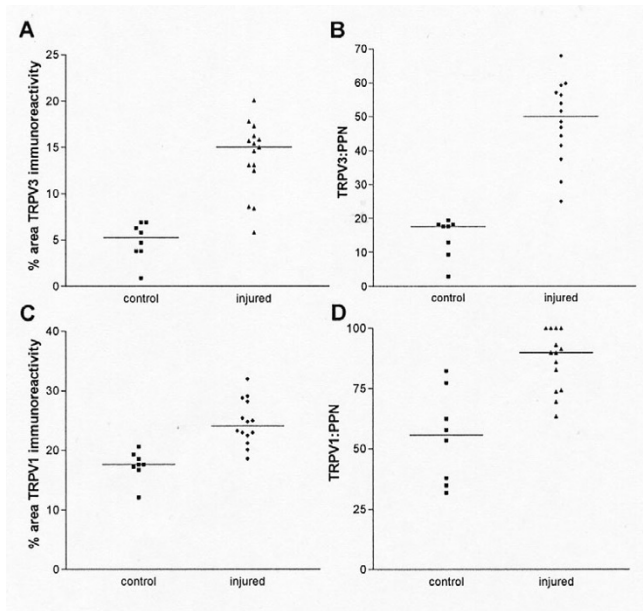 A
% area TRPV3 immunoreactivity
25
20
15
10
5
0
control injured
B
TRPV3:PPN
70
60
50
40
30
20
10
0
control injured
C
% area TRPV1 immunoreactivity
40
30
20
10
0
control injured
D
TRPV1:PPN
100
75
50
25
0
control injured